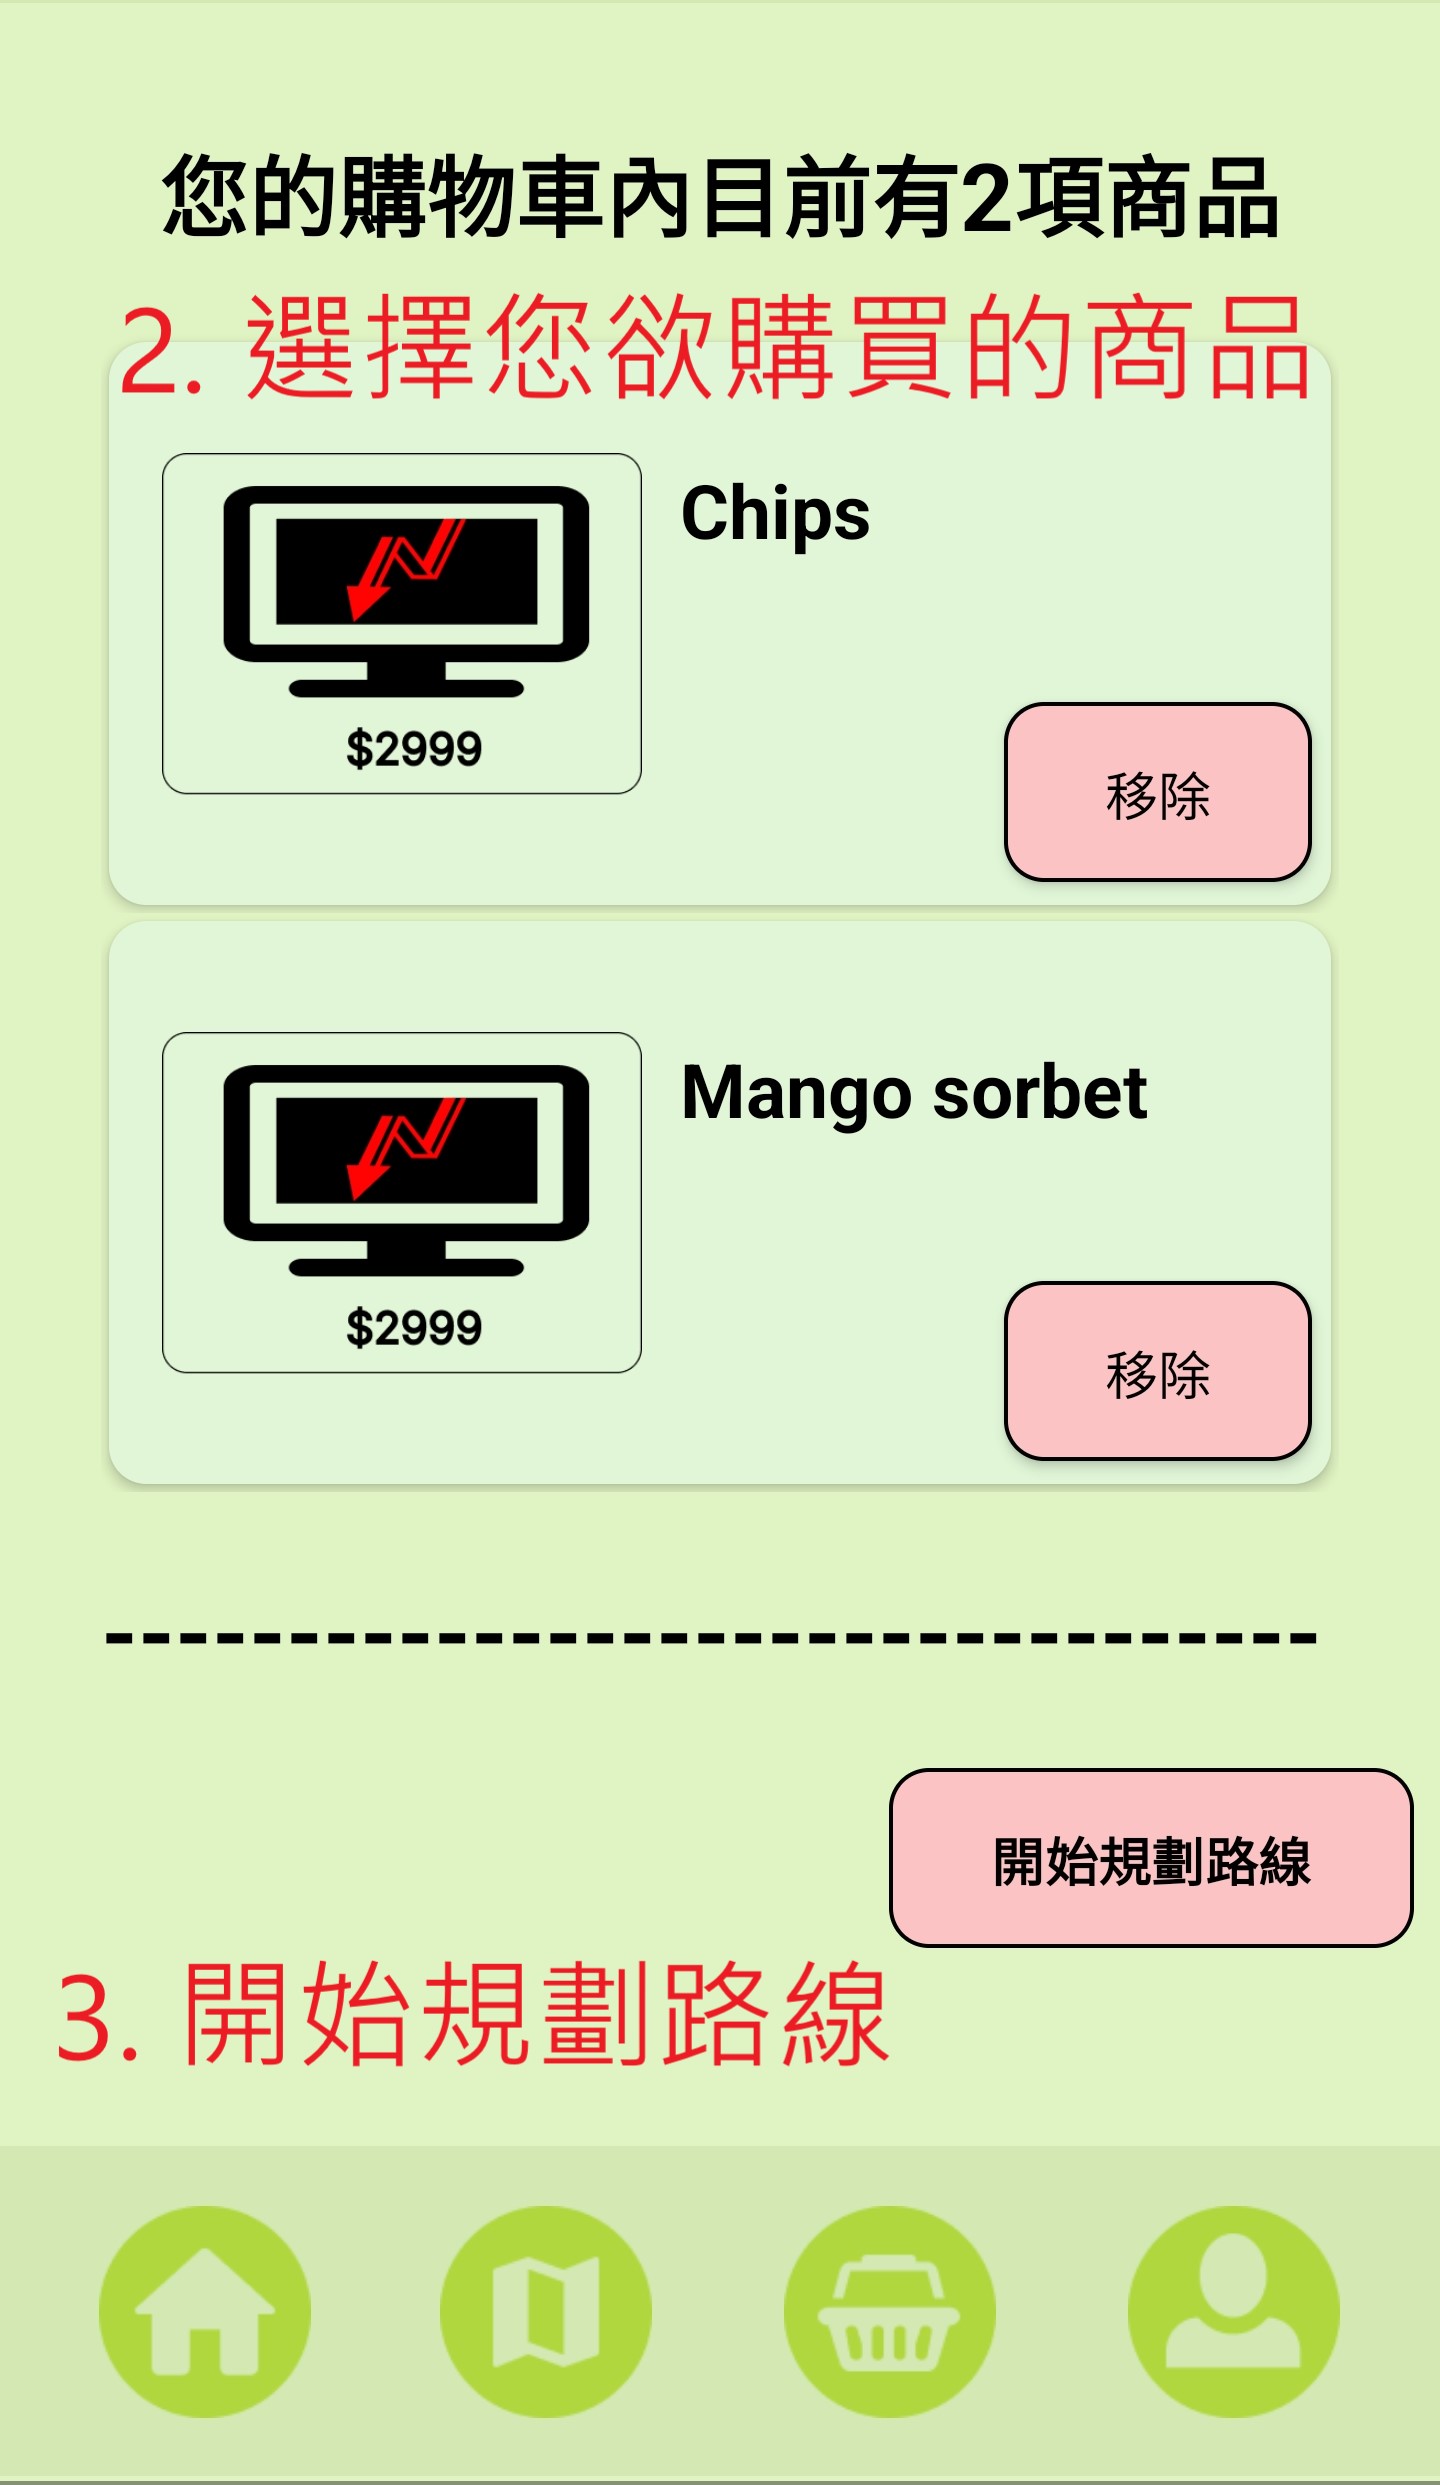 您的購物車內目前有2項商品
2. 選擇您欲購買的商品
Chips
$2999
移除
Mango sorbet
$2999
移除
開始規劃路線
3. 開始規劃路線